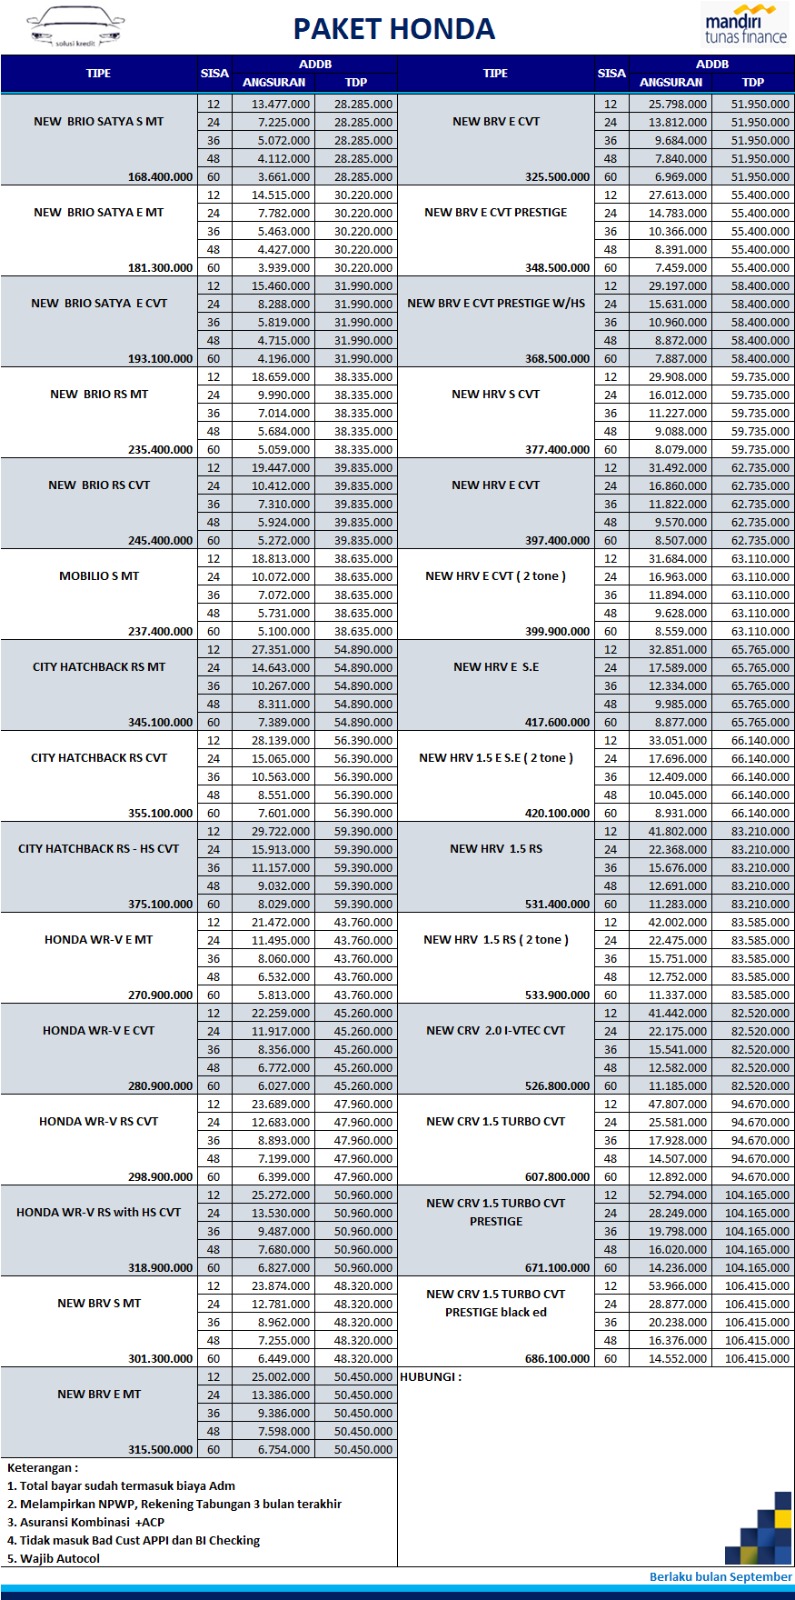 solusi kredit
PAKET HONDA
mandiri
tunas finance
TIPE SISA ADDB
ANGSURAN TDP
NEW BRIO SATYA S MT
168.400.000
12 13.477.000 28.285.000
24 7.225.000 28.285.000
36 5.072.000 28.285.000
48 4.112.000 28.285.000
60 3.661.000 28.285.000
NEW BRIO SATYA E MT
181.300.000
12 14.515.000 30.220.000
24 7.782.000 30.220.000
36 5.463.000 30.220.000
48 4.427.000 30.220.000
60 3.939.000 30.220.000
NEW BRIO SATYA E CVT
193.100.000
12 15.460.000 31.990.000
24 8.288.000 31.990.000
36 5.819.000 31.990.000
48 4.715.000 31.990.000
60 4.196.000 31.990.000
NEW BRIO RS MT
235.400.000
12 18.659.000 38.335.000
24 9.990.000 38.335.000
36 7.014.000 38.335.000
48 5.684.000 38.335.000
60 5.059.000 38.335.000
NEW BRIO RS CVT
245.400.000
12 19.447.000 39.835.000
24 10.412.000 39.835.000
36 7.310.000 39.835.000
48 5.924.000 39.835.000
60 5.272.000 39.835.000
MOBILIO S MT
237.400.000
12 18.813.000 38.635.000
24 10.072.000 38.635.000
36 7.072.000 38.635.000
48 5.731.000 38.635.000
60 5.100.000 38.635.000
CITY HATCHBACK RS MT
345.100.000
12 27.351.000 54.890.000
24 14.643.000 54.890.000
36 10.267.000 54.890.000
48 8.311.000 54.890.000
60 7.389.000 54.890.000
CITY HATCHBACK RS CVT
355.100.000
12 28.139.000 56.390.000
24 15.065.000 56.390.000
36 10.563.000 56.390.000
48 8.551.000 56.390.000
60 7.601.000 56.390.000
CITY HATCHBACK RS - HS CVT
375.100.000
12 29.722.000 59.390.000
24 15.913.000 59.390.000
36 11.157.000 59.390.000
48 9.032.000 59.390.000
60 8.029.000 59.390.000
HONDA WR-V E MT
270.900.000
12 21.472.000 43.760.000
24 11.495.000 43.760.000
36 8.060.000 43.760.000
48 6.532.000 43.760.000
60 5.813.000 43.760.000
HONDA WR-V E CVT
280.900.000
12 22.259.000 45.260.000
24 11.917.000 45.260.000
36 8.356.000 45.260.000
48 6.772.000 45.260.000
60 6.027.000 45.260.000
HONDA WR-V RS CVT
298.900.000
12 23.689.000 47.960.000
24 12.683.000 47.960.000
36 8.893.000 47.960.000
48 7.199.000 47.960.000
60 6.399.000 47.960.000
HONDA WR-V RS with HS CVT
318.900.000
12 25.272.000 50.960.000
24 13.530.000 50.960.000
36 9.487.000 50.960.000
48 7.680.000 50.960.000
60 6.827.000 50.960.000
NEW BRV S MT
301.300.000
12 23.874.000 48.320.000
24 12.781.000 48.320.000
36 8.962.000 48.320.000
48 7.255.000 48.320.000
60 6.449.000 48.320.000
NEW BRV E MT
315.500.000
12 25.002.000 50.450.000
24 13.386.000 50.450.000
36 9.386.000 50.450.000
48 7.598.000 50.450.000
60 6.754.000 50.450.000
Keterangan :
1. Total bayar sudah termasuk biaya Adm
2. Melampirkan NPWP, Rekening Tabungan 3 bulan terakhir
3. Asuransi Kombinasi +ACP
4. Tidak masuk Bad Cust APPI dan BI Checking
5. Wajib Autocol
TIPE SISA ADDB
ANGSURAN TDP
NEW BRV E CVT
325.500.000
12 25.798.000 51.950.000
24 13.812.000 51.950.000
36 9.684.000 51.950.000
48 7.840.000 51.950.000
60 6.969.000 51.950.000
NEW BRV E CVT PRESTIGE
348.500.000
12 27.613.000 55.400.000
24 14.783.000 55.400.000
36 10.366.000 55.400.000
48 8.391.000 55.400.000
60 7.459.000 55.400.000
NEW BRV E CVT PRESTIGE W/HS
368.500.000
12 29.197.000 58.400.000
24 15.631.000 58.400.000
36 10.960.000 58.400.000
48 8.872.000 58.400.000
60 7.887.000 58.400.000
NEW HRV S CVT
377.400.000
12 29.908.000 59.735.000
24 16.012.000 59.735.000
36 11.227.000 59.735.000
48 9.088.000 59.735.000
60 8.079.000 59.735.000
NEW HRV E CVT
397.400.000
12 31.492.000 62.735.000
24 16.860.000 62.735.000
36 11.822.000 62.735.000
48 9.570.000 62.735.000
60 8.507.000 62.735.000
NEW HRV E CVT ( 2 tone )
399.900.000
12 31.684.000 63.110.000
24 16.963.000 63.110.000
36 11.894.000 63.110.000
48 9.628.000 63.110.000
60 8.559.000 63.110.000
NEW HRV E S.E
417.600.000
12 32.851.000 65.765.000
24 17.589.000 65.765.000
36 12.334.000 65.765.000
48 9.985.000 65.765.000
60 8.877.000 65.765.000
NEW HRV 1.5 E S.E ( 2 tone )
420.100.000
12 33.051.000 66.140.000
24 17.696.000 66.140.000
36 12.409.000 66.140.000
48 10.045.000 66.140.000
60 8.931.000 66.140.000
NEW HRV 1.5 RS
531.400.000
12 41.802.000 83.210.000
24 22.368.000 83.210.000
36 15.676.000 83.210.000
48 12.691.000 83.210.000
60 11.283.000 83.210.000
NEW HRV 1.5 RS ( 2 tone )
533.900.000
12 42.002.000 83.585.000
24 22.475.000 83.585.000
36 15.751.000 83.585.000
48 12.752.000 83.585.000
60 11.337.000 83.585.000
NEW CRV 2.0 I-VTEC CVT
526.800.000
12 41.442.000 82.520.000
24 22.175.000 82.520.000
36 15.541.000 82.520.000
48 12.582.000 82.520.000
60 11.185.000 82.520.000
NEW CRV 1.5 TURBO CVT
607.800.000
12 47.807.000 94.670.000
24 25.581.000 94.670.000
36 17.928.000 94.670.000
48 14.507.000 94.670.000
60 12.892.000 94.670.000
NEW CRV 1.5 TURBO CVT
PRESTIGE
671.100.000
12 52.794.000 104.165.000
24 28.249.000 104.165.000
36 19.798.000 104.165.000
48 16.020.000 104.165.000
60 14.236.000 104.165.000
NEW CRV 1.5 TURBO CVT
PRESTIGE black ed
686.100.000
12 53.966.000 106.415.000
24 28.877.000 106.415.000
36 20.238.000 106.415.000
48 16.376.000 106.415.000
60 14.552.000 106.415.000
HUBUNGI :
Berlaku bulan September